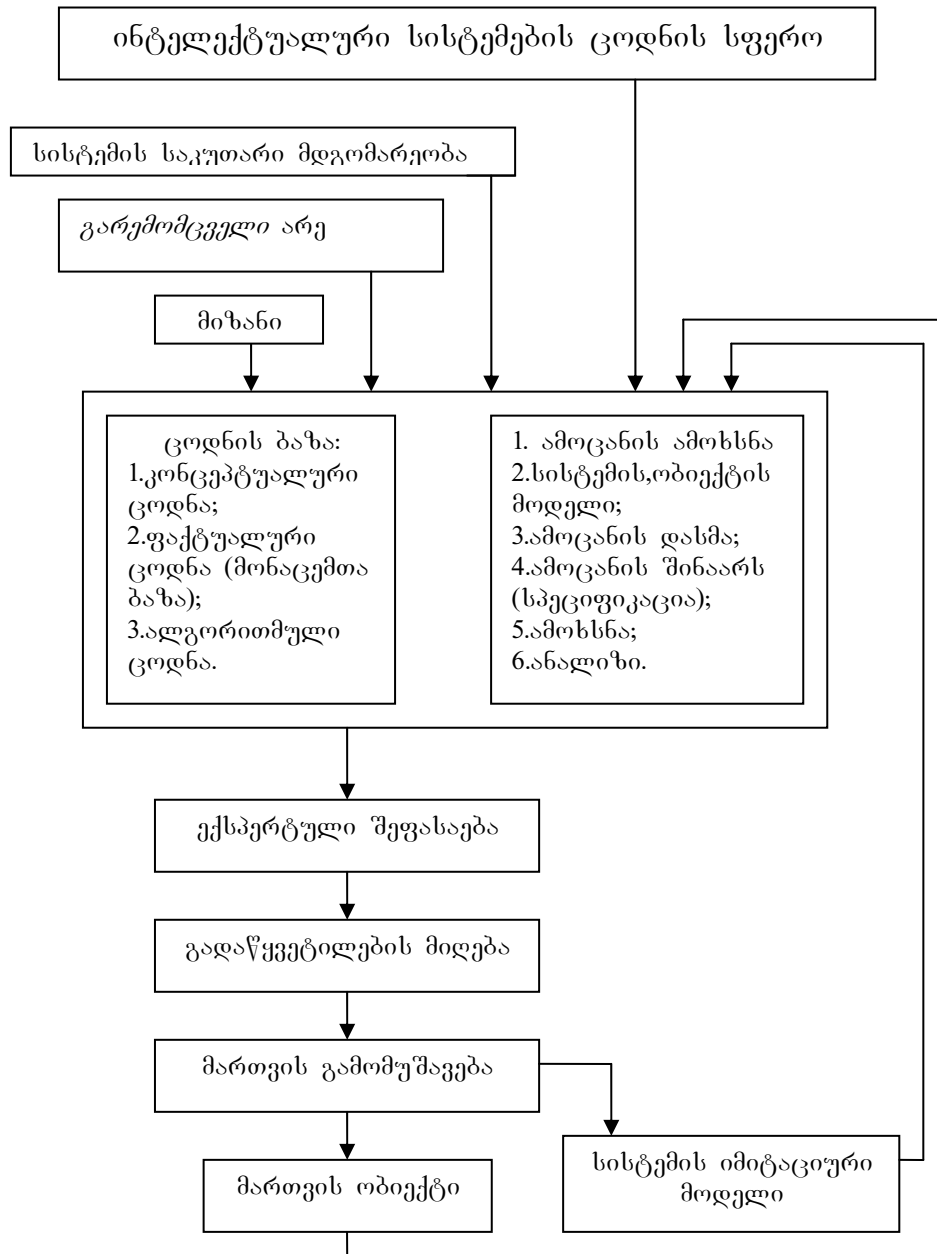 ინტელექტუალური სისტემების ცოდნის სფერო
სისტემის საკუთარი მდგომარეობა
გარემომცველი არე
მიზანი
ცოდნის ბაზა:
1.კონცეპტუალური
ცოდნა;
2.ფაქტუალური
ცოდნა (მონაცემთა
ბაზა);
3.ალგორითმული
ცოდნა.
1. ამოცანის ამოხსნა
2.სისტემის,ობიექტის
მოდელი;
3.ამოცანის დასმა;
4.ამოცანის შინაარს
(სპეციფიკაცია);
5.ამოხსნა;
6.ანალიზი.
ექსპერტული შეფასაება
გადაწყვეტილების მიღება
მართვის გამომუშავება
მართვის ობიექტი
სისტემის იმიტაციური
მოდელი